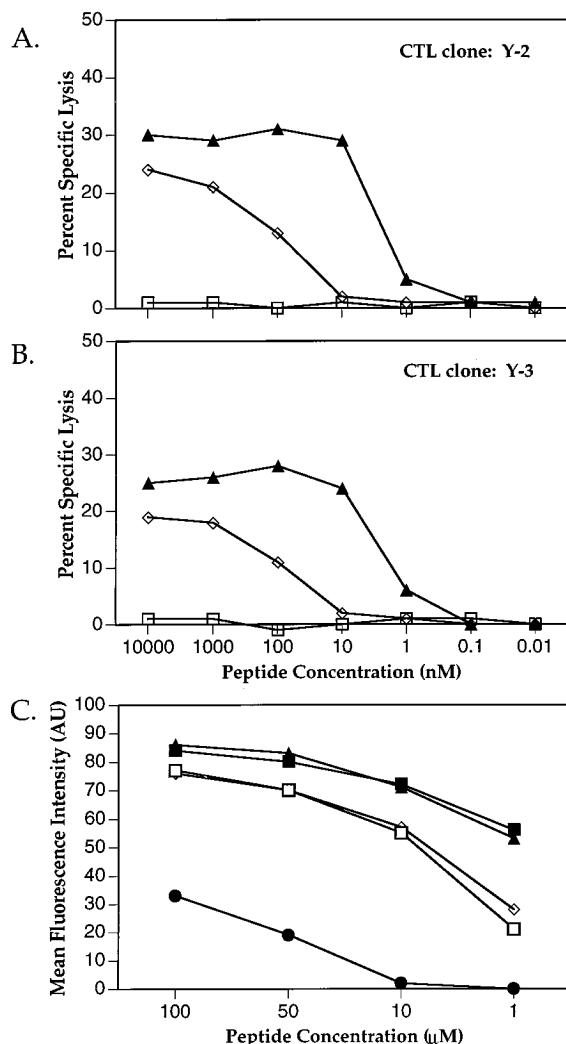 A.
CTL clone: Y-2
Percent Specific Lysis
50
40
30
20
10
0
B.
CTL clone: Y-3
Percent Specific Lysis
50
40
30
20
10
0
10000 1000 100 10 1 0.1 0.01
Peptide Concentration (nM)
C.
Mean Fluorescence Intensity (AU)
100
90
80
70
60
50
40
30
20
10
0
100 50 10 1
Peptide Concentration (μM)